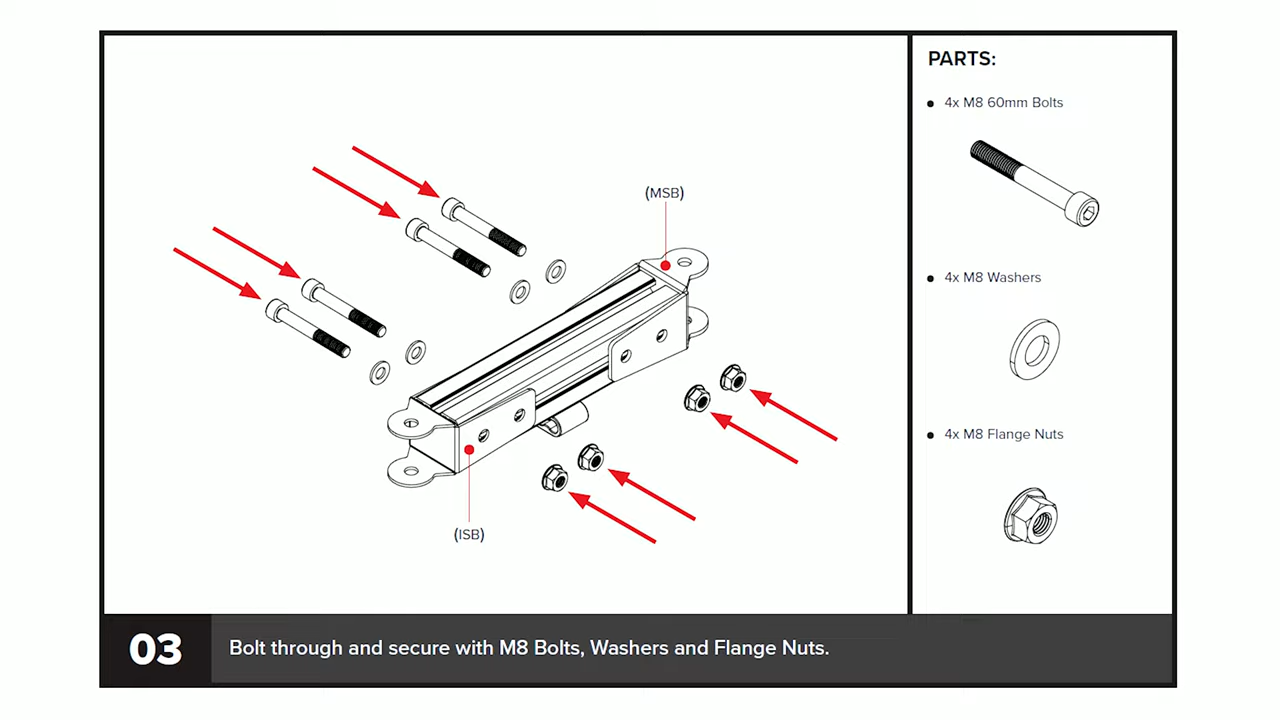 PARTS:
4x M8 60mm Bolts
(MSB)
4x M8 Washers
4x M8 Flange Nuts
(ISB)
03
Bolt through and secure with M8 Bolts, Washers and Flange Nuts.